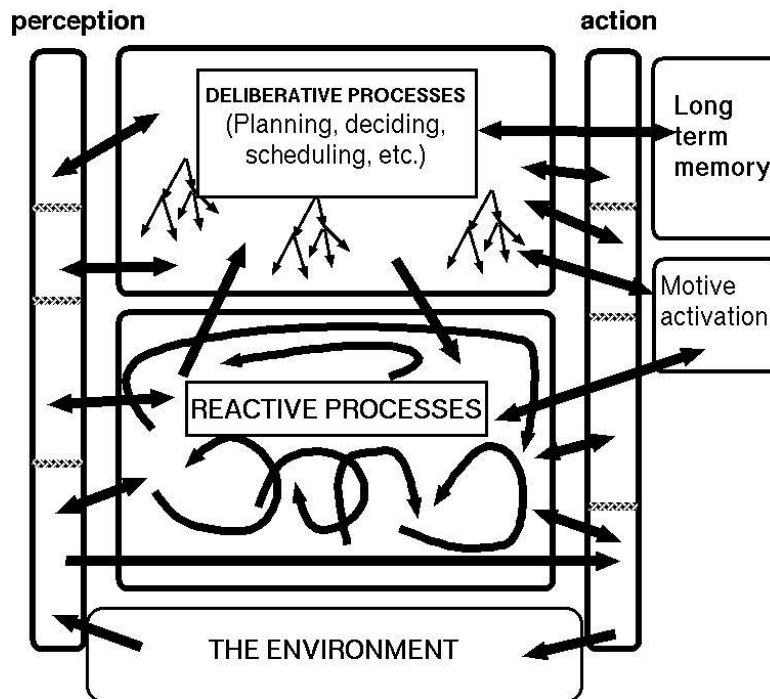 perception
action
DELIBERATIVE PROCESSES
(Planning, deciding,
scheduling, etc.)
Long
term
memory
Motive
activation
REACTIVE PROCESSES
THE ENVIRONMENT